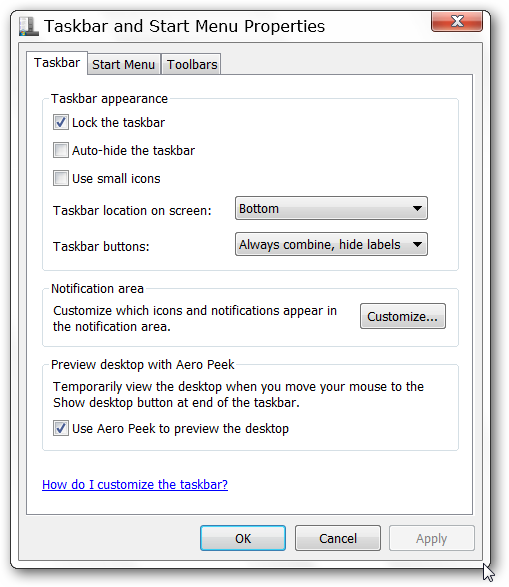 Taskbar and Start Menu Properties
Taskbar
Start Menu
Toolbars
Taskbar appearance
Lock the taskbar
Auto-hide the taskbar
Use small icons
Taskbar location on screen:
Bottom
Taskbar buttons:
Always combine, hide labels
Notification area
Customize which icons and notifications appear in
the notification area.
Customize...
Preview desktop with Aero Peek
Temporarily view the desktop when you move your mouse to the
Show desktop button at end of the taskbar.
Use Aero Peek to preview the desktop
How do I customize the taskbar?
OK
Cancel
Apply